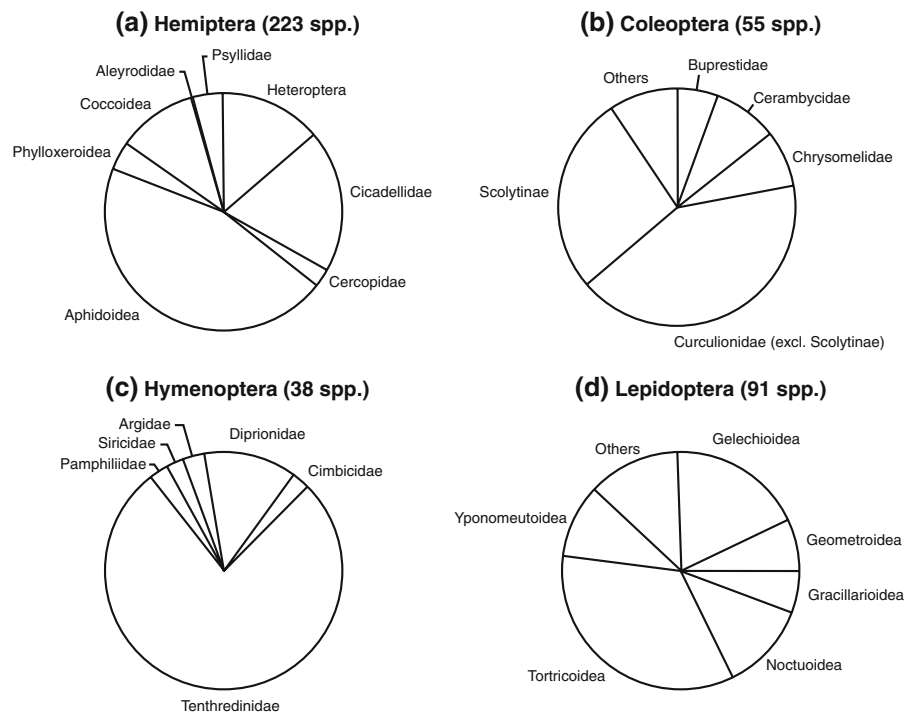 (a) Hemiptera (223 spp.)
Psyllidae
Aleyrodidae
Heteroptera
Coccoidea
Phylloxeroidea
Cicadellidae
Cercopidae
Aphidoidea
(b) Coleoptera (55 spp.)
Buprestidae
Others
Cerambycidae
Chrysomelidae
Scolytinae
Curculionidae (excl. Scolytinae)
(c) Hymenoptera (38 spp.)
Argidae
Diprionidae
Siricidae
Pamphiliidae
Cimbicidae
Tenthredinidae
(d) Lepidoptera (91 spp.)
Gelechioidea
Others
Yponomeutoidea
Geometroidea
Gracillarioidea
Noctuoidea
Tortricoidea